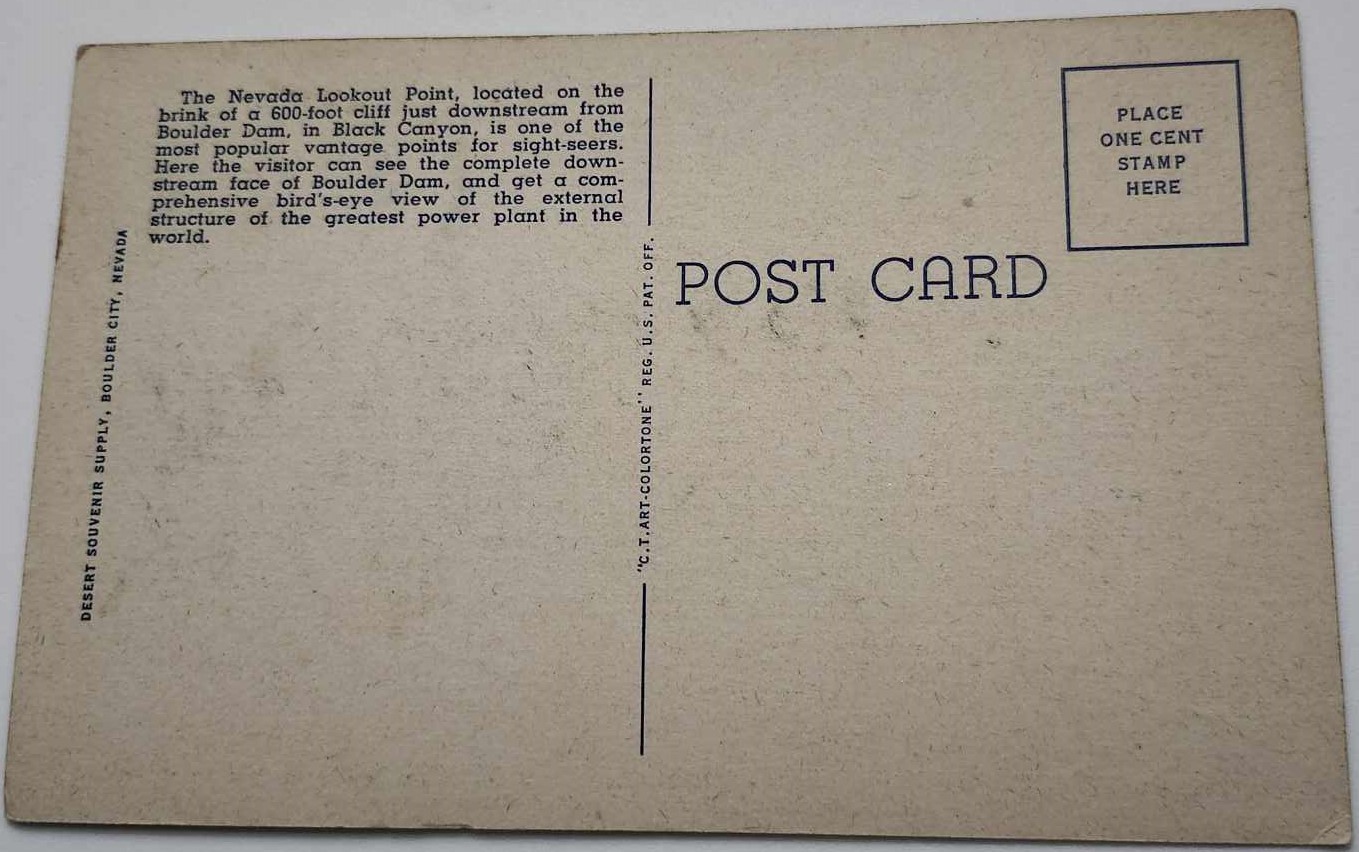 The Nevada Lookout Point, located on the
brink of a 600-foot cliff just downstream from
Boulder Dam, in Black Canyon, is one of the
most popular vantage points for sight-seers.
Here the visitor can see the complete down-
stream face of Boulder Dam, and get a com-
prehensive bird's-eye view of the external
structure of the greatest power plant in the
world.
DESERT SOUVENIR SUPPLY, BOULDER CITY, NEVADA
"C.T.ART-COLORTONE" REG. U.S. PAT. OFF.
POST CARD
PLACE
ONE CENT
STAMP
HERE